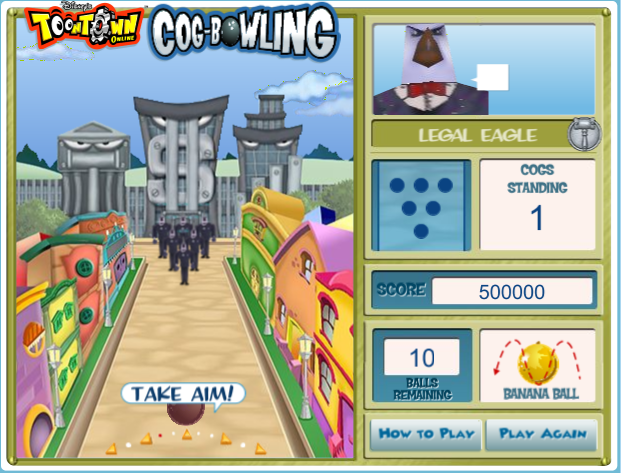 Disney's
TOONTOWN
ONLINE
COG-BOWLING
LEGAL EAGLE
COGS
STANDING
1
SCORE
500000
10
BALLS
REMAINING
BANANA BALL
TAKE AIM!
How to Play
Play Again